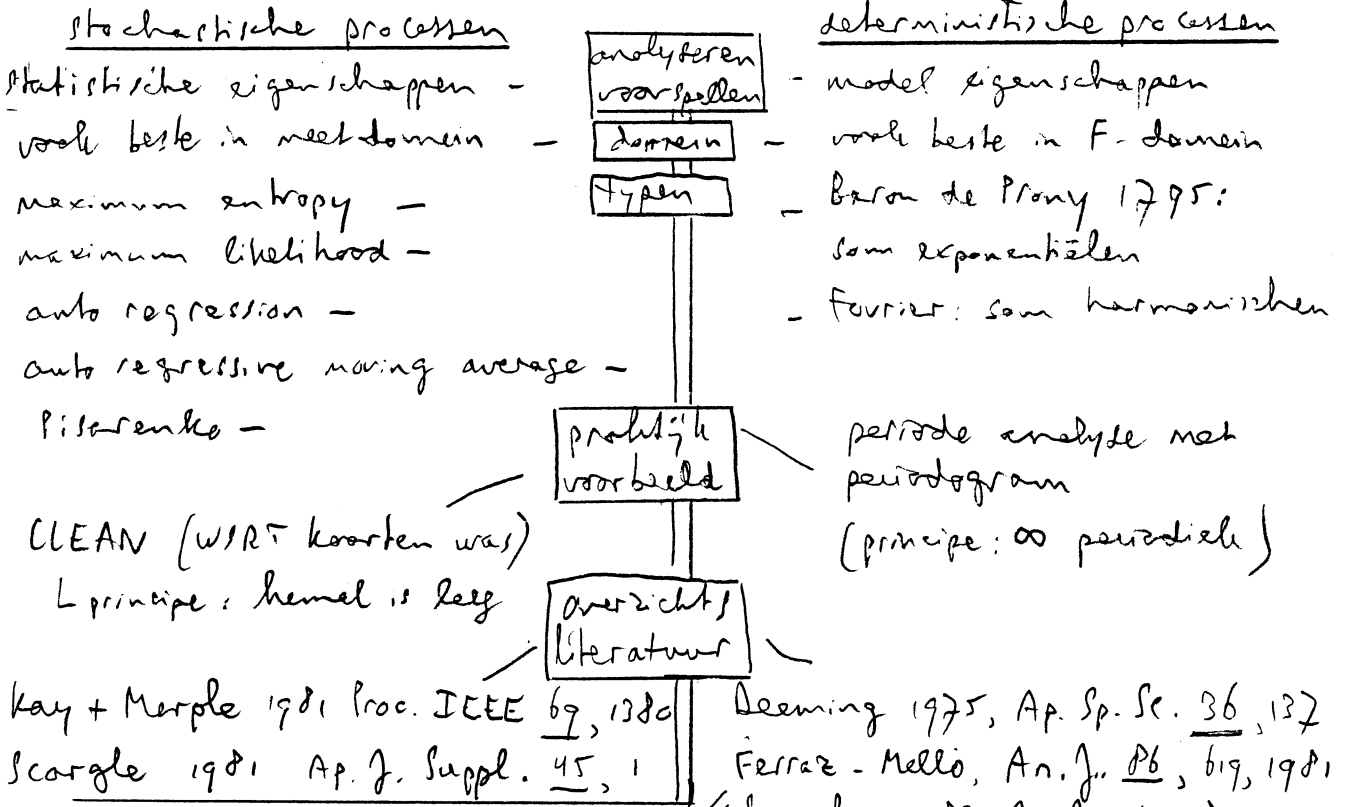 stochastische processen
statistische eigenschappen -
vaak beste in meetdomein -
maximum entropy -
maximum likelihood -
auto regression -
auto regressive moving average -
Pisarenko -
analyseren
voorspellen
domein
typen
deterministische processen
- model eigenschappen
- vaak beste in F-domein
- Baron de Prony 1795:
som exponentiëlen
- Fourier: som harmonischen
praktijk
voorbeeld
CLEAN (WSRT kaarten was)
principe: hemel is leeg
periode analyse met
periodogram
(principe: ∞ periodiek)
overzichts
literatuur
Kay + Marple 1981 Proc. IEEE 69, 1380
Scargle 1981 Ap. J. Suppl. 45, 1
Deeming 1975, Ap. Sp. Sc. 36, 137
Ferraz-Mello, An. J. 86, 619, 1981